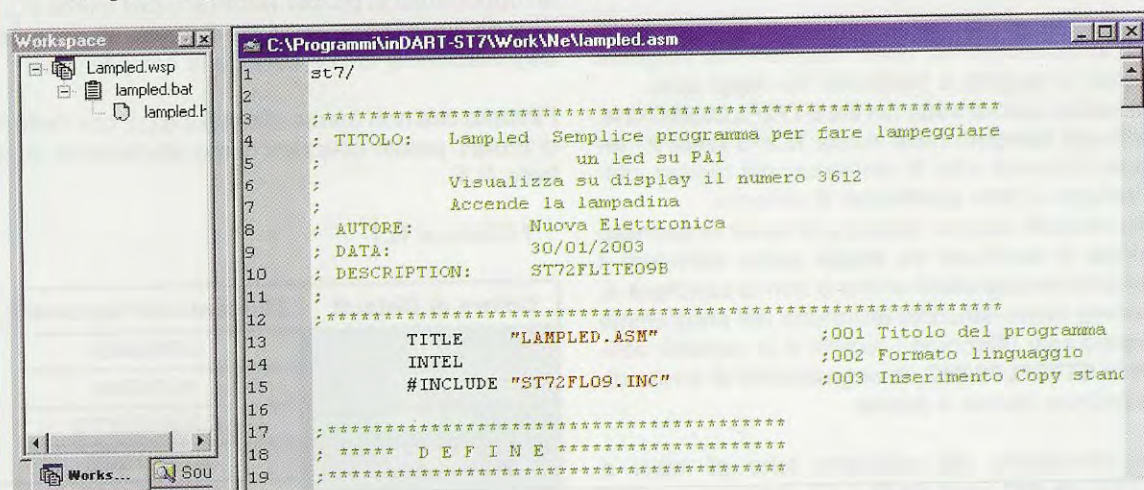 Workspace
Lampled.wsp
lampled.bat
lampled.h
Works... Sou
C:\Programmi\inDART-ST7\Work\Ne\lampled.asm
1 st7/
2
3 ;************************************************************
4 ; TITOLO: Lampled Semplice programma per fare lampeggiare
5 ; un led su PA1
6 ; Visualizza su display il numero 3612
7 ; Accende la lampadina
8 ; AUTORE: Nuova Elettronica
9 ; DATA: 30/01/2003
10 ; DESCRIPTION: ST72FLITE09B
11 ;
12 ;************************************************************
13 TITLE "LAMPLED.ASM" ;001 Titolo del programma
14 INTEL ;002 Formato linguaggio
15 #INCLUDE "ST72FL09.INC" ;003 Inserimento Copy stand
16
17 ;****************************************
18 ; ***** D E F I N E ********************
19 ;****************************************